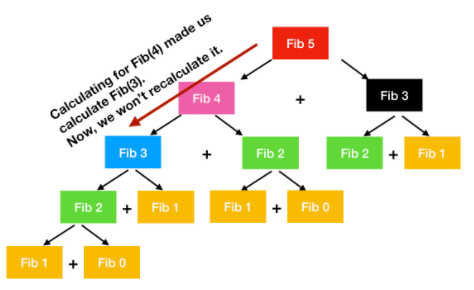 Calculating for Fib(4) made us
calculate Fib(3).
Now, we won't recalculate it.
Fib 5
Fib 4 + Fib 3
Fib 3 + Fib 2 Fib 2 + Fib 1
Fib 2 + Fib 1 Fib 1 + Fib 0
Fib 1 + Fib 0